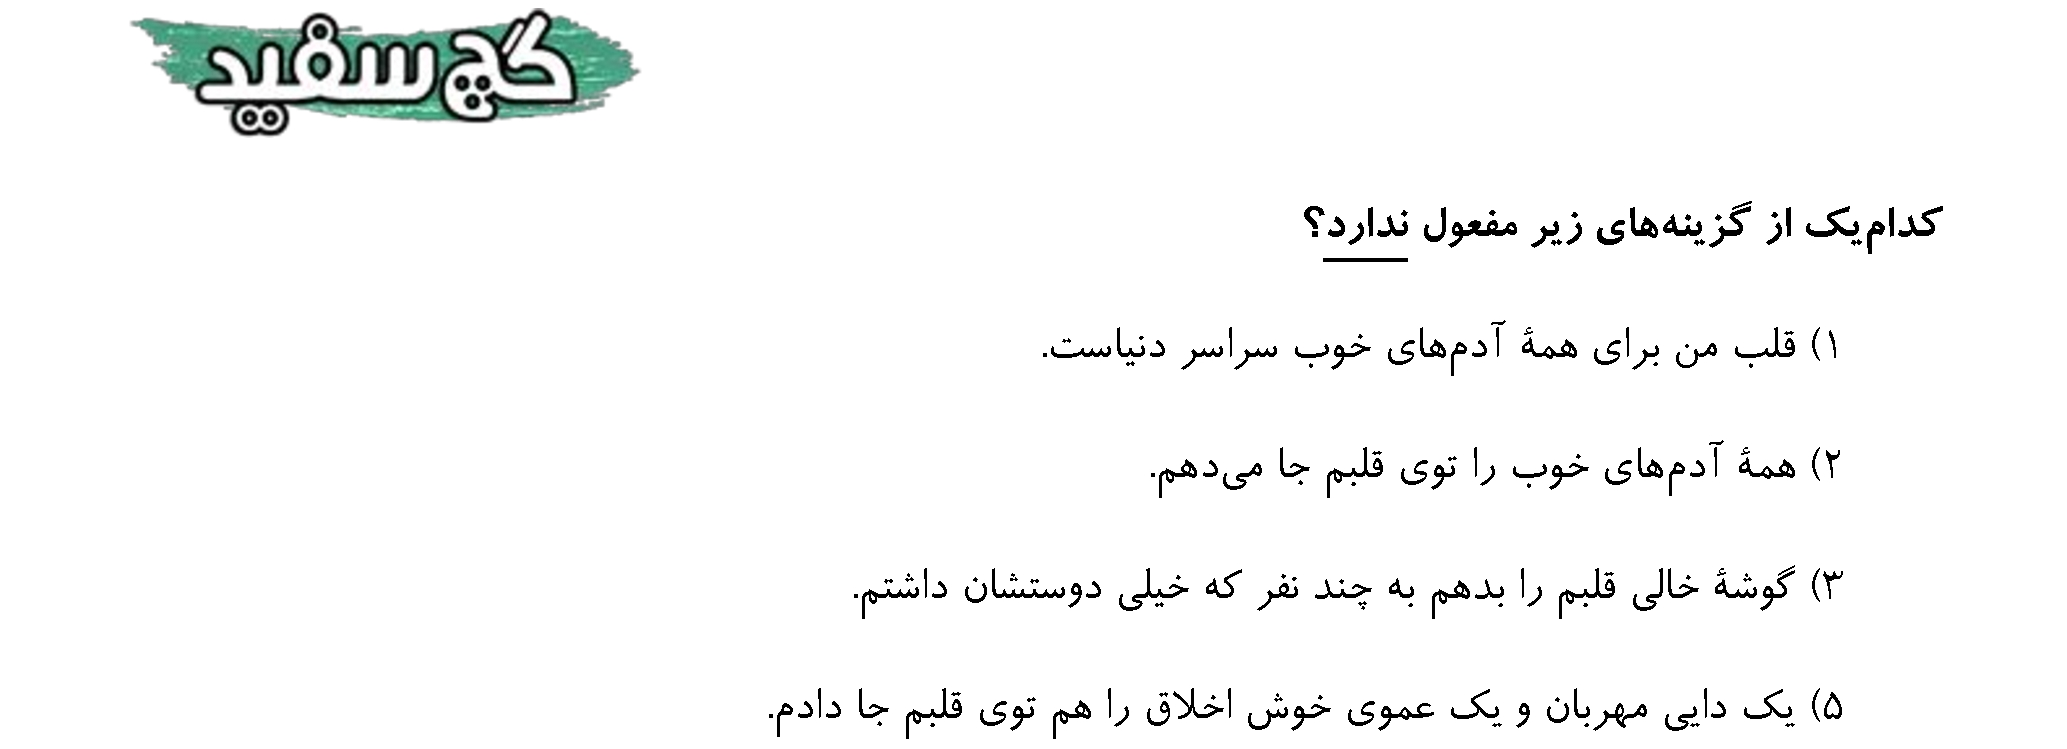 گچ سفید
کدام‌یک از گزینه‌های زیر مفعول ندارد؟
۱) قلب من برای همهٔ آدم‌های خوب سراسر دنیاست.
۲) همهٔ آدم‌های خوب را توی قلبم جا می‌دهم.
۳) گوشهٔ خالی قلبم را بدهم به چند نفر که خیلی دوستشان داشتم.
۵) یک دایی مهربان و یک عموی خوش اخلاق را هم توی قلبم جا دادم.